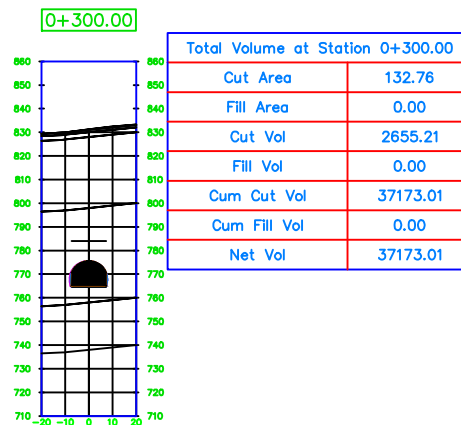 0+300.00
Total Volume at Station 0+300.00
Cut Area 132.76
Fill Area 0.00
Cut Vol 2655.21
Fill Vol 0.00
Cum Cut Vol 37173.01
Cum Fill Vol 0.00
Net Vol 37173.01
860 860
850 850
840 840
830 830
820 820
810 810
800 800
790 790
780 780
770 770
760 760
750 750
740 740
730 730
720 720
710 710
-20 -10 0 10 20